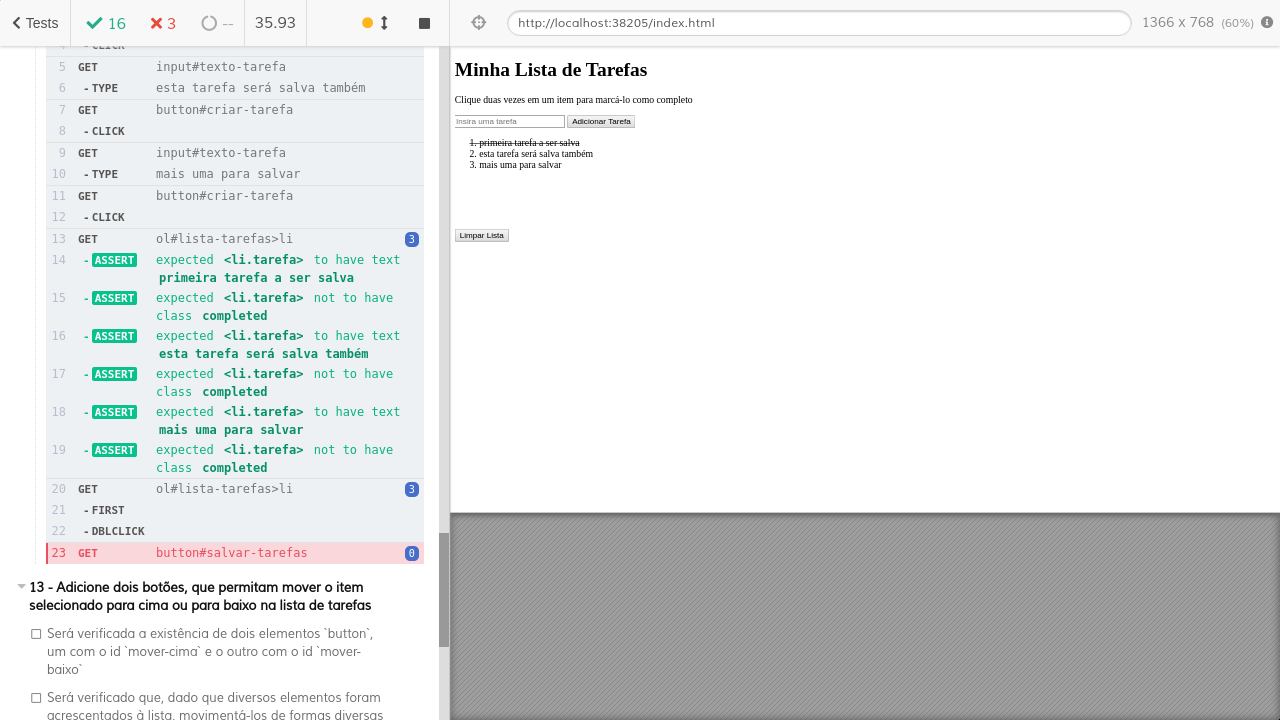 Tests
16
3
--
35.93
http://localhost:38205/index.html
1366 x 768 (60%)
4 - CLICK
5 GET input#texto-tarefa
6 - TYPE esta tarefa será salva também
7 GET button#criar-tarefa
8 - CLICK
9 GET input#texto-tarefa
10 - TYPE mais uma para salvar
11 GET button#criar-tarefa
12 - CLICK
13 GET ol#lista-tarefas>li 3
14 - ASSERT expected <li.tarefa> to have text
primeira tarefa a ser salva
15 - ASSERT expected <li.tarefa> not to have
class completed
16 - ASSERT expected <li.tarefa> to have text
esta tarefa será salva também
17 - ASSERT expected <li.tarefa> not to have
class completed
18 - ASSERT expected <li.tarefa> to have text
mais uma para salvar
19 - ASSERT expected <li.tarefa> not to have
class completed
20 GET ol#lista-tarefas>li 3
21 - FIRST
22 - DBLCLICK
23 GET button#salvar-tarefas 0
13 - Adicione dois botões, que permitam mover o item
selecionado para cima ou para baixo na lista de tarefas
Será verificada a existência de dois elementos `button`,
um com o id `mover-cima` e o outro com o id `mover-
baixo`
Será verificado que, dado que diversos elementos foram
acrescentados à lista, movimentá-los de formas diversas
Minha Lista de Tarefas
Clique duas vezes em um item para marcá-lo como completo
Insira uma tarefa Adicionar Tarefa
1. primeira tarefa a ser salva
2. esta tarefa será salva também
3. mais uma para salvar
Limpar Lista